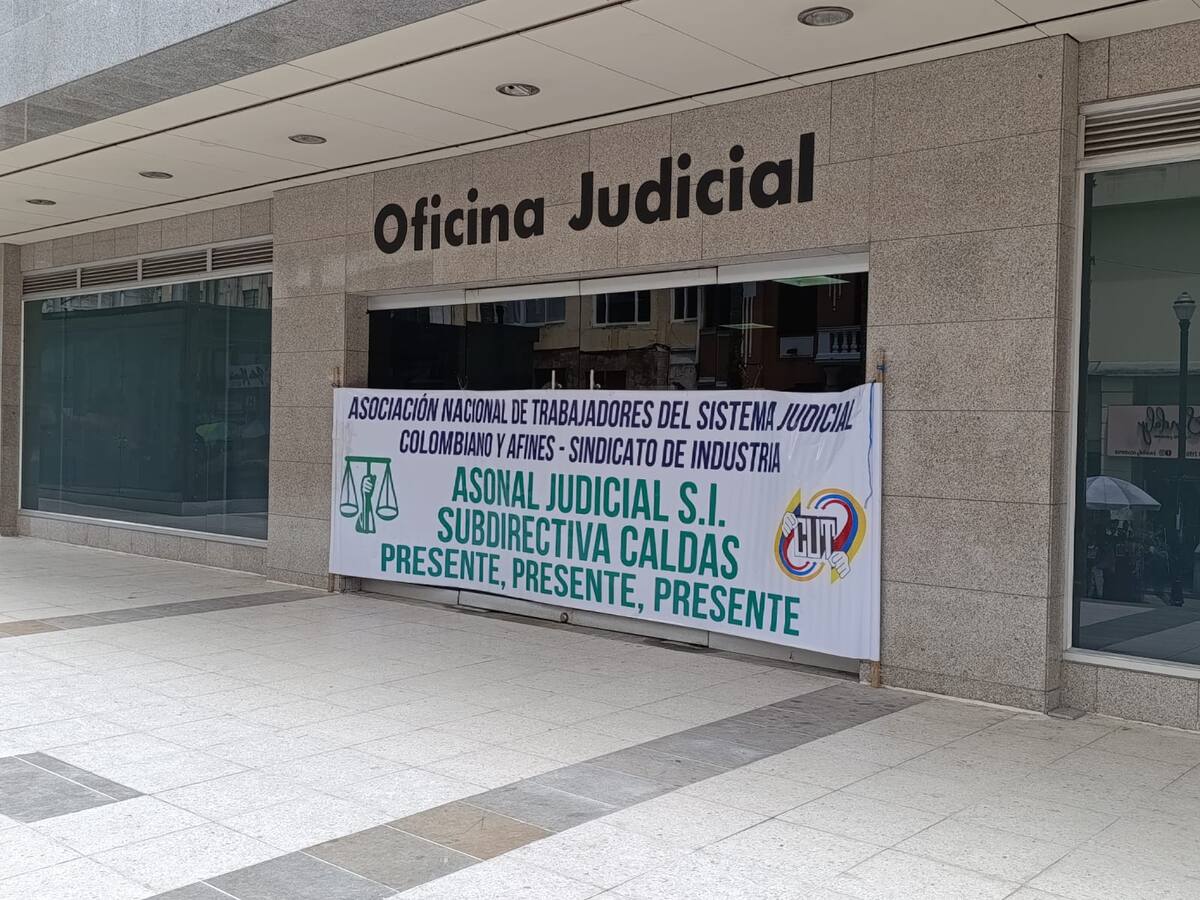 Oficina Judicial
ASOCIACIÓN NACIONAL DE TRABAJADORES DEL SISTEMA JUDICIAL
COLOMBIANO Y AFINES - SINDICATO DE INDUSTRIA
ASONAL JUDICIAL S.I.
SUBDIRECTIVA CALDAS
PRESENTE, PRESENTE, PRESENTE
CUT